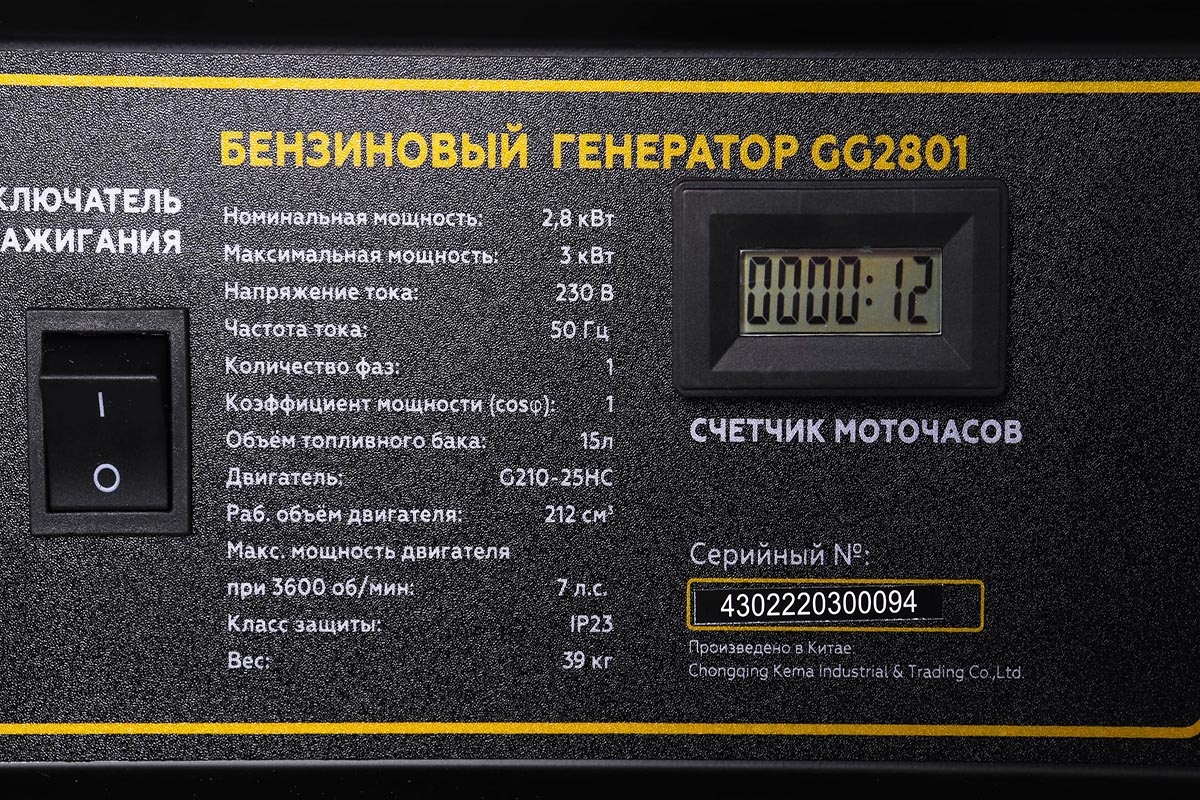 БЕНЗИНОВЫЙ ГЕНЕРАТОР GG2801
КЛЮЧАТЕЛЬ
АЖИГАНИЯ
Номинальная мощность: 2,8 кВт
Максимальная мощность: 3 кВт
Напряжение тока: 230 В
Частота тока: 50 Гц
Количество фаз: 1
Коэффициент мощности (cosφ): 1
Объём топливного бака: 15л
Двигатель: G210-25HC
Раб. объём двигателя: 212 см³
Макс. мощность двигателя
при 3600 об/мин: 7 л.с.
Класс защиты: IP23
Вес: 39 кг
I
O
0000:12
СЧЕТЧИК МОТОЧАСОВ
Серийный №:
4302220300094
Произведено в Китае:
Chongqing Kema Industrial & Trading Co.,Ltd.